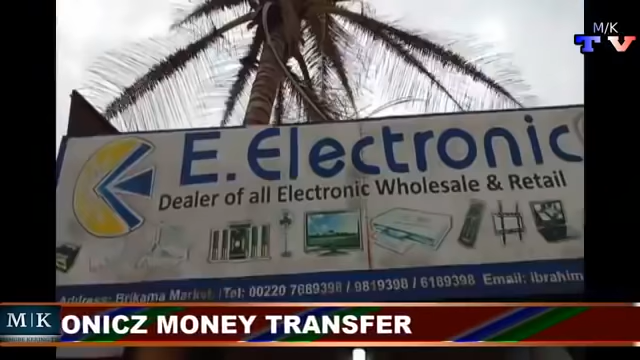 M/K
TV
E. Electronic
Dealer of all Electronic Wholesale & Retail
Address: Brikama Market. Tel: 00220 7689398 / 9819398 / 6189398 Email: ibrahim
M|K
ONICZ MONEY TRANSFER